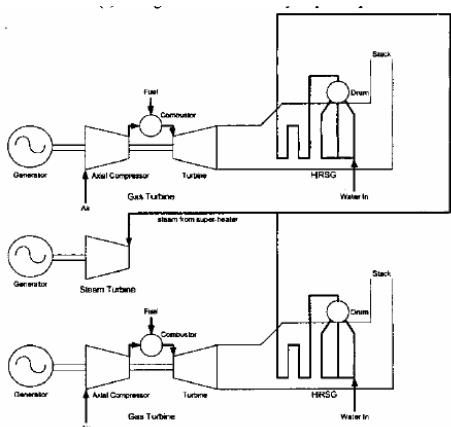 Stack
Fuel
Combustor
Drum
Generator
Axial Compressor
Turbine
HRSG
Air
Gas Turbine
Water In
steam from super-heater
Generator
Steam Turbine
Stack
Fuel
Combustor
Drum
Generator
Axial Compressor
Turbine
HRSG
Gas Turbine
Water In